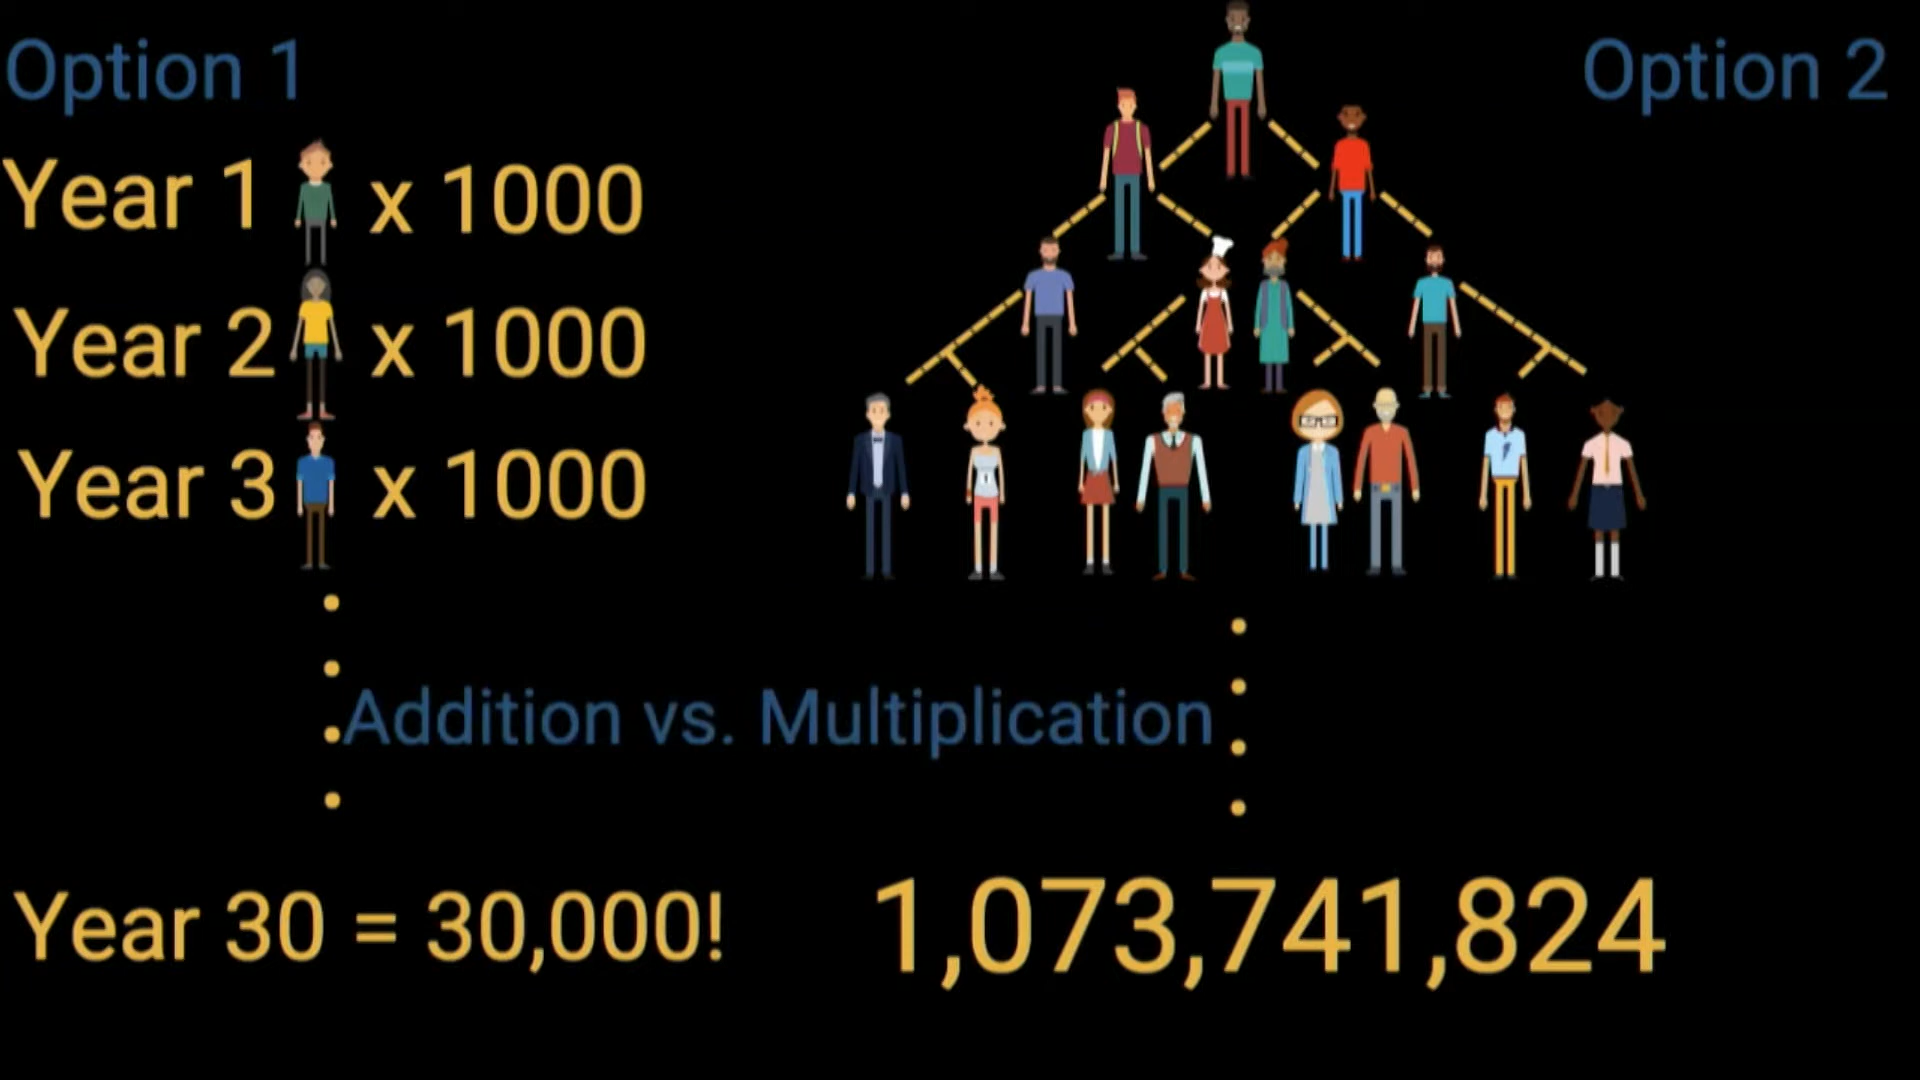 Option 1
Option 2
Year 1 x 1000
Year 2 x 1000
Year 3 x 1000
Addition vs. Multiplication
Year 30 = 30,000!
1,073,741,824